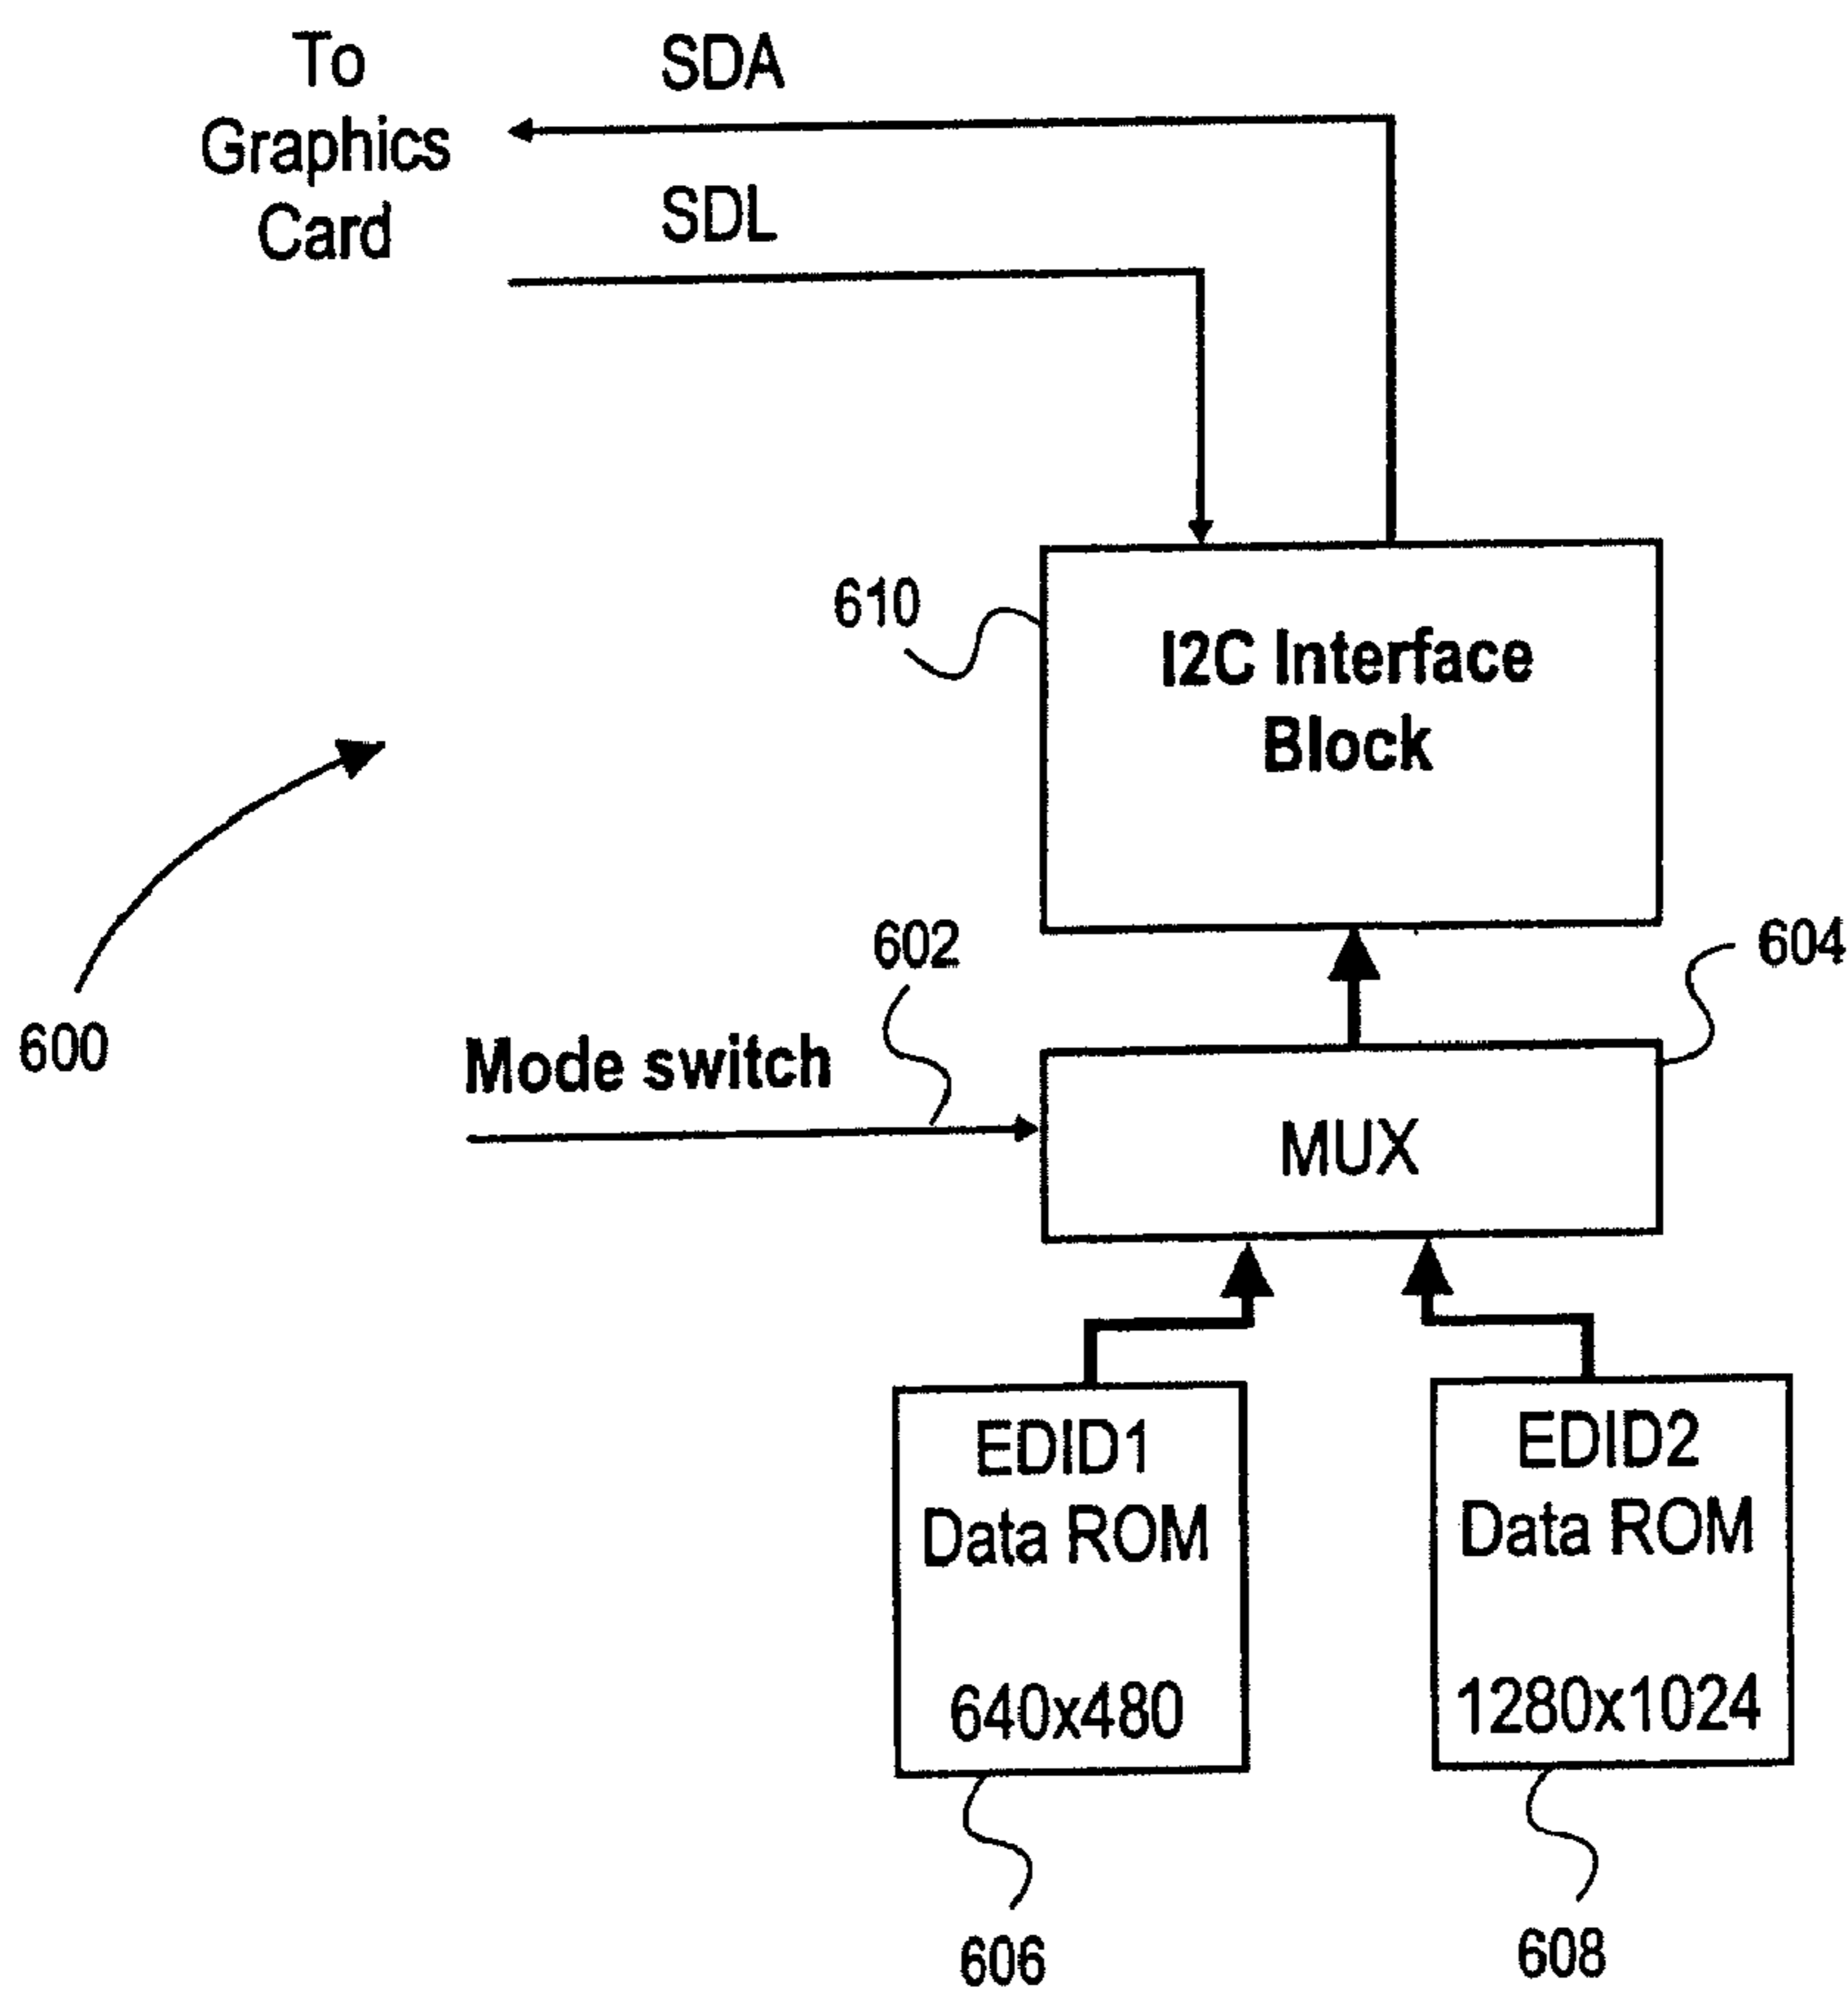 To
Graphics
Card
SDA
SDL
610
I2C Interface
Block
600
602
604
Mode switch
MUX
EDID1
Data ROM
640x480
EDID2
Data ROM
1280x1024
606
608